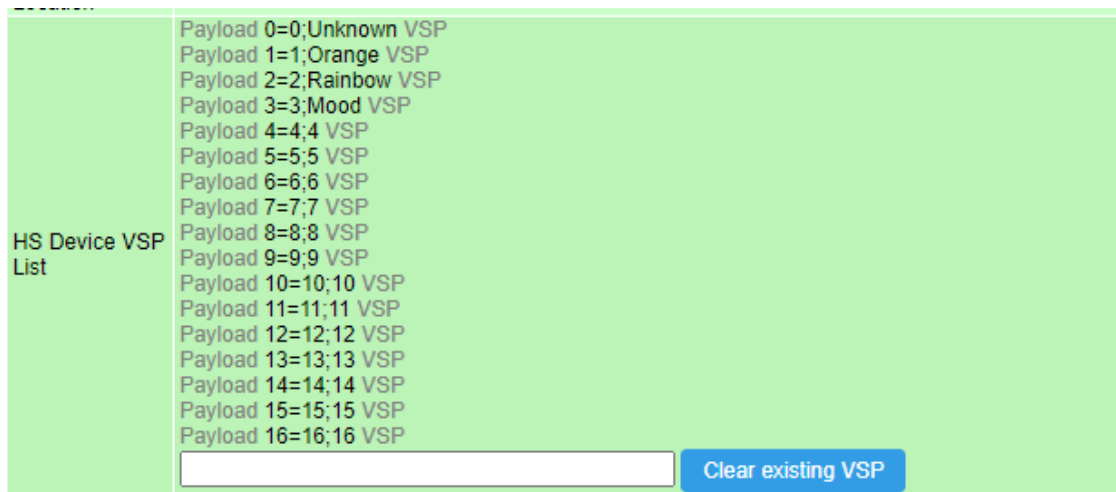 Payload 0=0;Unknown VSP
Payload 1=1;Orange VSP
Payload 2=2;Rainbow VSP
Payload 3=3;Mood VSP
Payload 4=4;4 VSP
Payload 5=5;5 VSP
Payload 6=6;6 VSP
Payload 7=7;7 VSP
Payload 8=8;8 VSP
Payload 9=9;9 VSP
Payload 10=10;10 VSP
Payload 11=11;11 VSP
Payload 12=12;12 VSP
Payload 13=13;13 VSP
Payload 14=14;14 VSP
Payload 15=15;15 VSP
Payload 16=16;16 VSP
HS Device VSP
List
Clear existing VSP